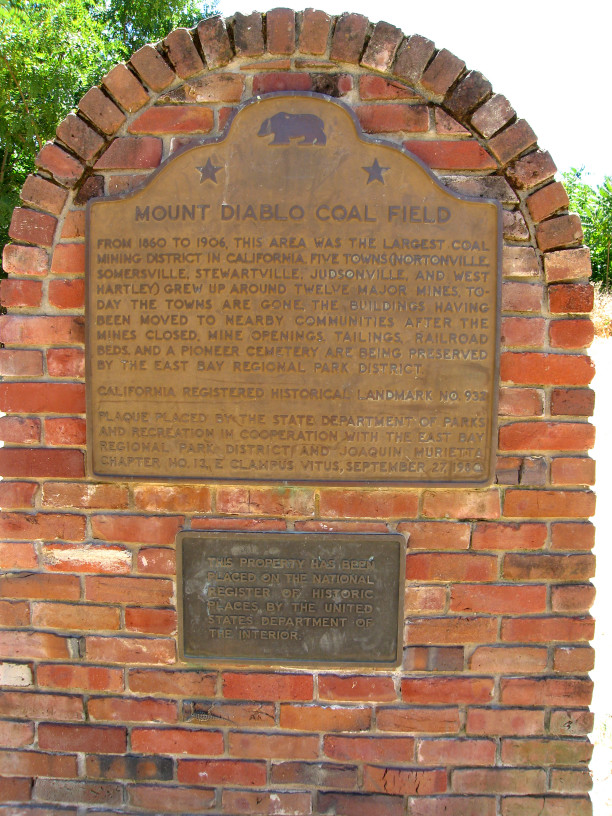 MOUNT DIABLO COAL FIELD
FROM 1860 TO 1906, THIS AREA WAS THE LARGEST COAL
MINING DISTRICT IN CALIFORNIA. FIVE TOWNS (NORTONVILLE,
SOMERSVILLE, STEWARTVILLE, JUDSONVILLE, AND WEST
HARTLEY) GREW UP AROUND TWELVE MAJOR MINES. TO-
DAY THE TOWNS ARE GONE, THE BUILDINGS HAVING
BEEN MOVED TO NEARBY COMMUNITIES AFTER THE
MINES CLOSED. MINE OPENINGS, TAILINGS, RAILROAD
BEDS, AND A PIONEER CEMETERY ARE BEING PRESERVED
BY THE EAST BAY REGIONAL PARK DISTRICT.
CALIFORNIA REGISTERED HISTORICAL LANDMARK NO. 932
PLAQUE PLACED BY THE STATE DEPARTMENT OF PARKS
AND RECREATION IN COOPERATION WITH THE EAST BAY
REGIONAL PARK DISTRICT AND JOAQUIN MURIETTA
CHAPTER NO. 13, E CLAMPUS VITUS, SEPTEMBER 27, 1980.
THIS PROPERTY HAS BEEN
PLACED ON THE NATIONAL
REGISTER OF HISTORIC
PLACES BY THE UNITED
STATES DEPARTMENT OF
THE INTERIOR.